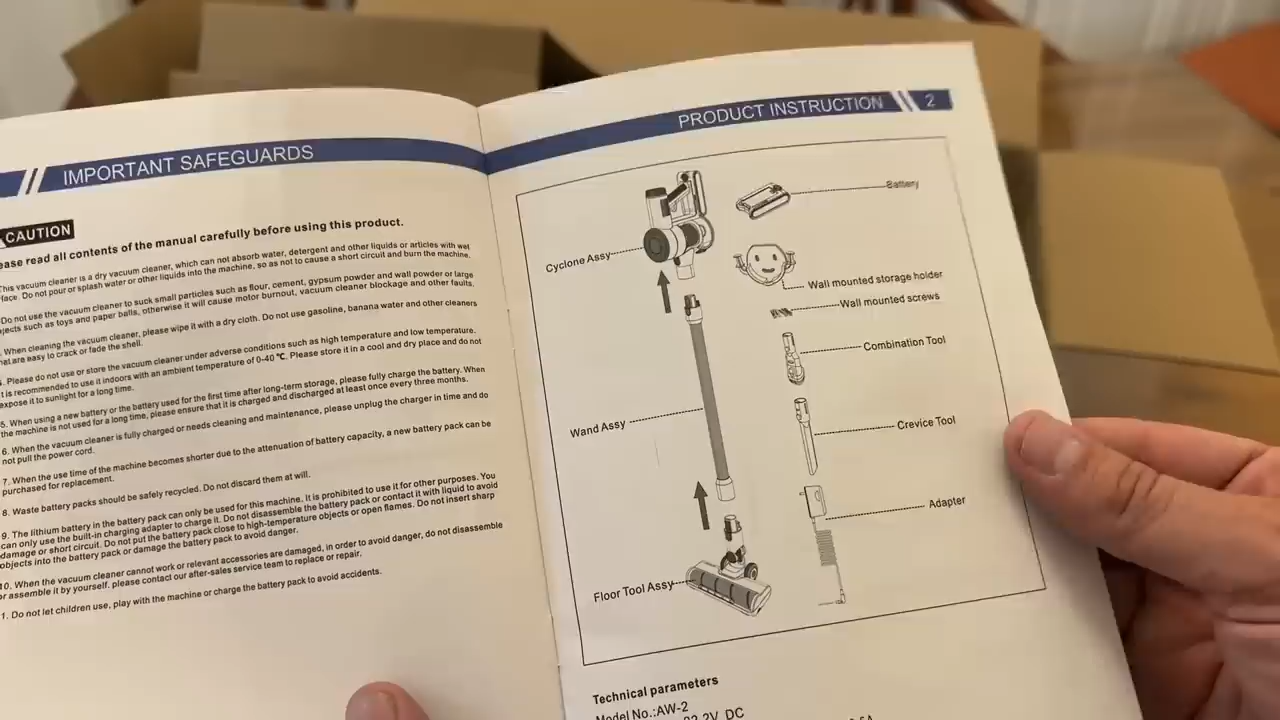 IMPORTANT SAFEGUARDS
CAUTION
ease read all contents of the manual carefully before using this product.
This vacuum cleaner is a dry vacuum cleaner, which can not absorb water, detergent and other liquids or articles with wet
face. Do not pour or splash water or other liquids into the machine, so as not to cause a short circuit and burn the machine.
Do not use the vacuum cleaner to suck small particles such as flour, cement, gypsum powder and wall powder or large
bjects such as toys and paper balls, otherwise it will cause motor burnout, vacuum cleaner blockage and other faults.
When cleaning the vacuum cleaner, please wipe it with a dry cloth. Do not use gasoline, banana water and other cleaners
hat are easy to crack or fade the shell.
. Please do not use or store the vacuum cleaner under adverse conditions such as high temperature and low temperature.
t is recommended to use it indoors with an ambient temperature of 0-40 ℃. Please store it in a cool and dry place and do not
expose it to sunlight for a long time.
5. When using a new battery or the battery used for the first time after long-term storage, please fully charge the battery. When
the machine is not used for a long time, please ensure that it is charged and discharged at least once every three months.
6. When the vacuum cleaner is fully charged or needs cleaning and maintenance, please unplug the charger in time and do
not pull the power cord.
7. When the use time of the machine becomes shorter due to the attenuation of battery capacity, a new battery pack can be
purchased for replacement.
8. Waste battery packs should be safely recycled. Do not discard them at will.
9. The lithium battery in the battery pack can only be used for this machine. It is prohibited to use it for other purposes. You
can only use the built-in charging adapter to charge it. Do not disassemble the battery pack or contact it with liquid to avoid
damage or short circuit. Do not put the battery pack close to high-temperature objects or open flames. Do not insert sharp
objects into the battery pack or damage the battery pack to avoid danger.
10. When the vacuum cleaner cannot work or relevant accessories are damaged, in order to avoid danger, do not disassemble
or assemble it by yourself. please contact our after-sales service team to replace or repair.
1. Do not let children use, play with the machine or charge the battery pack to avoid accidents.
PRODUCT INSTRUCTION 2
Battery
Cyclone Assy
Wall mounted storage holder
Wall mounted screws
Combination Tool
Wand Assy
Crevice Tool
Adapter
Floor Tool Assy
Technical parameters
Model No.:AW-2
22.2V DC